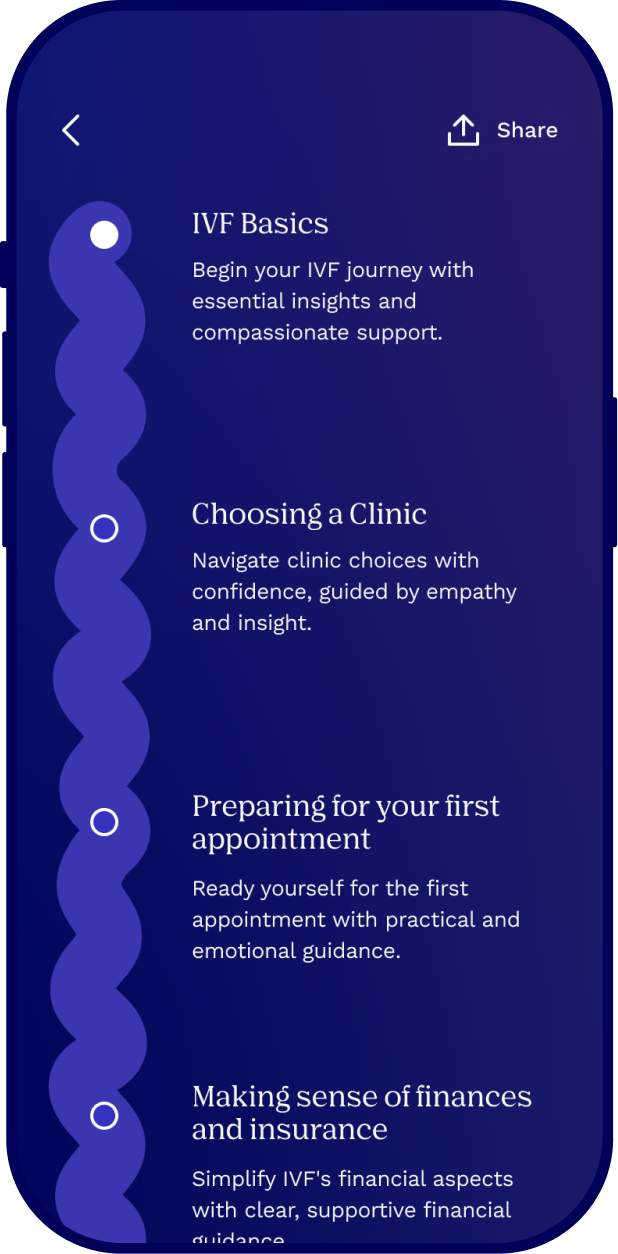 Share
IVF Basics
Begin your IVF journey with
essential insights and
compassionate support.
Choosing a Clinic
Navigate clinic choices with
confidence, guided by empathy
and insight.
Preparing for your first
appointment
Ready yourself for the first
appointment with practical and
emotional guidance.
Making sense of finances
and insurance
Simplify IVF's financial aspects
with clear, supportive financial
guidance